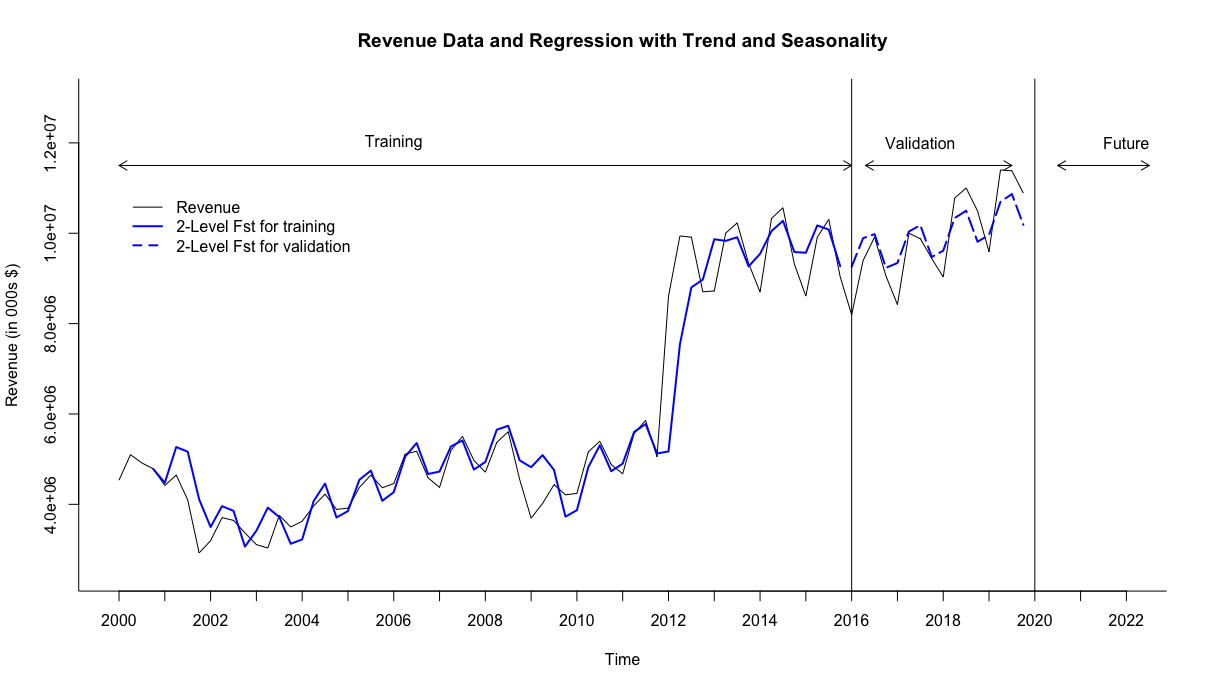 Revenue Data and Regression with Trend and Seasonality
Revenue (in 000s $)
1.2e+07
1.0e+07
8.0e+06
6.0e+06
4.0e+06
Training
Validation
Future
Revenue
2-Level Fst for training
2-Level Fst for validation
2000 2002 2004 2006 2008 2010 2012 2014 2016 2018 2020 2022
Time